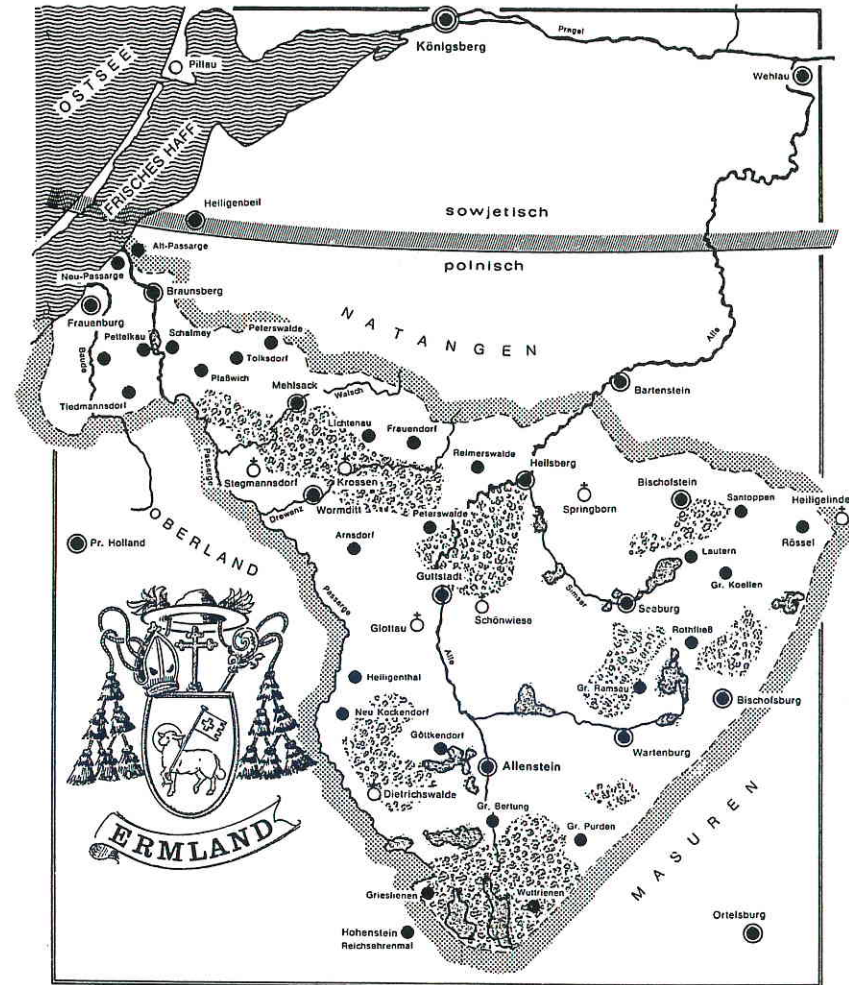 Königsberg
Pregel
Pillau
Wehlau
OSTSEE
FRISCHES HAFF
Heiligenbeil
sowjetisch
polnisch
Alt-Passarge
Neu-Passarge
Braunsberg
Frauenburg
NATANGEN
Alle
Peterswalde
Schalmey
Pettelkau
Tolksdorf
Baude
Plaßwich
Bartenstein
Mehlsack
Walsch
Tiedmannsdorf
Lichtenau
Frauendorf
Passarge
Reimerswalde
Heilsberg
Stegmannsdorf
Krossen
Bischofstein
Santoppen
Heiligelinde
Springborn
Drewenz
Wormditt
Peterswalde
Rössel
OBERLAND
Pr. Holland
Arnsdorf
Lautern
Gr. Koellen
Passarge
Guttstadt
Simser
Seeburg
Schönwiese
Glottau
Rothfließ
Alle
Heiligenthal
Gr. Ramsau
Bischofsburg
Neu Kockendorf
Göttkendorf
Wartenburg
Allenstein
Dietrichswalde
Gr. Bertung
ERMLAND
Gr. Purden
MASUREN
Grieslienen
Wuttrienen
Hohenstein
Reichsehrenmal
Ortelsburg